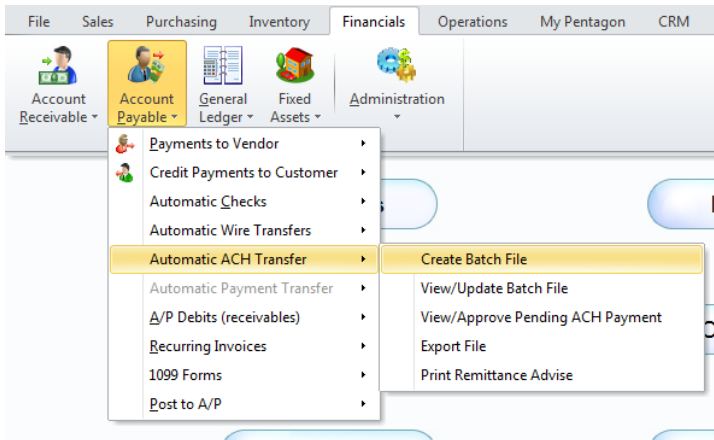 File Sales Purchasing Inventory Financials Operations My Pentagon CRM
Account Receivable
Account Payable
General Ledger
Fixed Assets
Administration
Payments to Vendor
Credit Payments to Customer
Automatic Checks
Automatic Wire Transfers
Automatic ACH Transfer
Automatic Payment Transfer
A/P Debits (receivables)
Recurring Invoices
1099 Forms
Post to A/P
Create Batch File
View/Update Batch File
View/Approve Pending ACH Payment
Export File
Print Remittance Advise